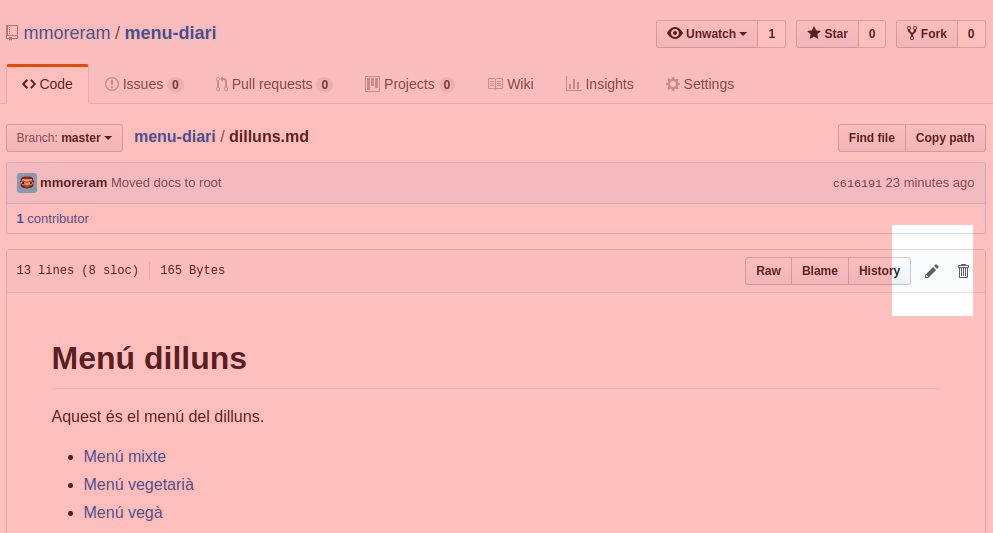 mmoreram / menu-diari Unwatch 1 Star 0 Fork 0
Code Issues 0 Pull requests 0 Projects 0 Wiki Insights Settings
Branch: master menu-diari / dilluns.md Find file Copy path
mmoreram Moved docs to root c616191 23 minutes ago
1 contributor
13 lines (8 sloc) 165 Bytes Raw Blame History
Menú dilluns
Aquest és el menú del dilluns.
• Menú mixte
• Menú vegetarià
• Menú vegà